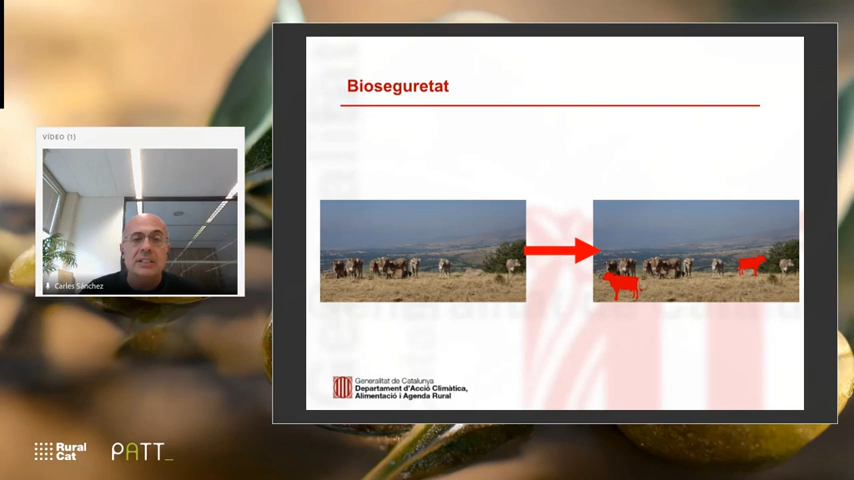 Bioseguretat
VÍDEO (1)
Carles Sánchez
Generalitat de Catalunya
Departament d'Acció Climàtica,
Alimentació i Agenda Rural
Rural
Cat
PATT_